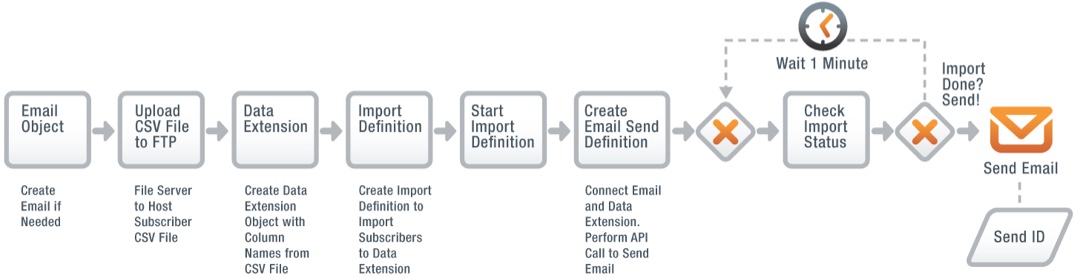 Email
Object
Upload
CSV File
to FTP
Data
Extension
Import
Definition
Start
Import
Definition
Create
Email Send
Definition
Wait 1 Minute
Check
Import
Status
Import
Done?
Send!
Send Email
Send ID
Create
Email if
Needed
File Server
to Host
Subscriber
CSV File
Create Data
Extension
Object with
Column
Names from
CSV File
Create Import
Definition to
Import
Subscribers
to Data
Extension
Connect Email
and Data
Extension.
Perform API
Call to Send
Email